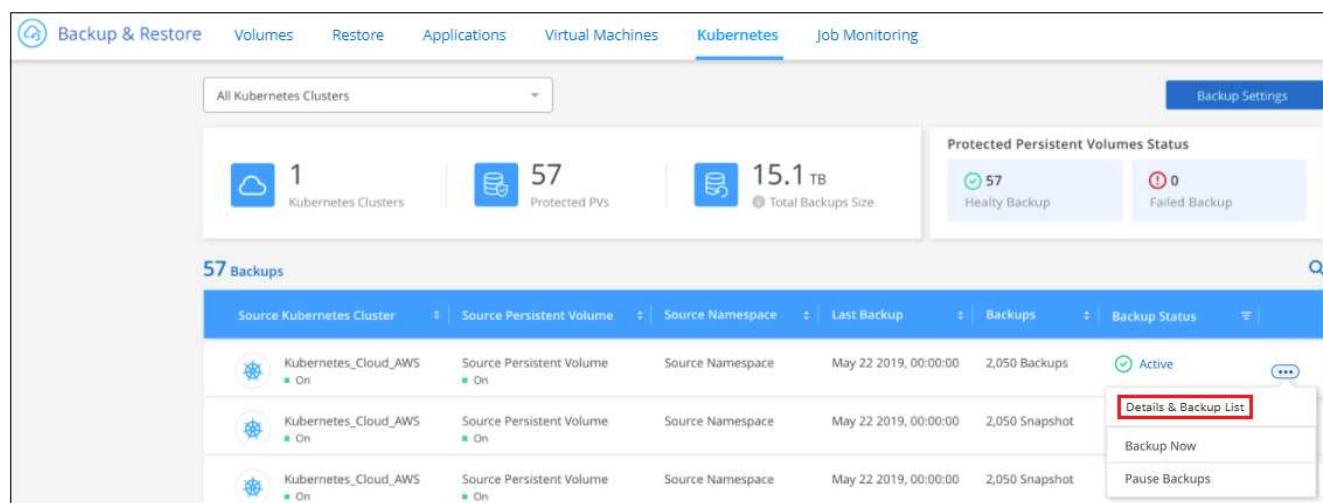 Backup & Restore Volumes Restore Applications Virtual Machines Kubernetes Job Monitoring
All Kubernetes Clusters Backup Settings
Protected Persistent Volumes Status
1 57 15.1 TB 57 0
Kubernetes Clusters Protected PVs Total Backups Size Healty Backup Failed Backup
57 Backups
Source Kubernetes Cluster Source Persistent Volume Source Namespace Last Backup Backups Backup Status
Kubernetes_Cloud_AWS Source Persistent Volume Source Namespace May 22 2019, 00:00:00 2,050 Backups Active
On On
Details & Backup List
Kubernetes_Cloud_AWS Source Persistent Volume Source Namespace May 22 2019, 00:00:00 2,050 Snapshot
On On
Backup Now
Kubernetes_Cloud_AWS Source Persistent Volume Source Namespace May 22 2019, 00:00:00 2,050 Snapshot Pause Backups
On On